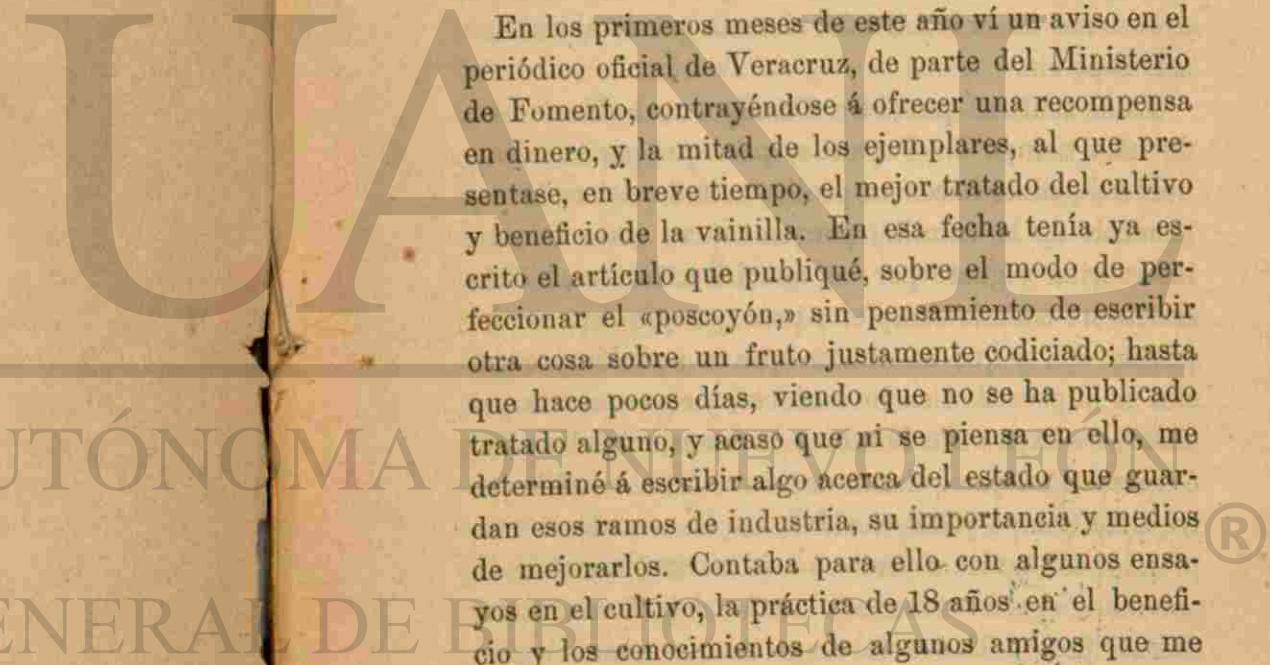 En los primeros meses de este año ví un aviso en el
periódico oficial de Veracruz, de parte del Ministerio
de Fomento, contrayéndose á ofrecer una recompensa
en dinero, y la mitad de los ejemplares, al que pre-
sentase, en breve tiempo, el mejor tratado del cultivo
y beneficio de la vainilla. En esa fecha tenía ya es-
crito el artículo que publiqué, sobre el modo de per-
feccionar el «poscoyón,» sin pensamiento de escribir
otra cosa sobre un fruto justamente codiciado; hasta
que hace pocos días, viendo que no se ha publicado
tratado alguno, y acaso que ni se piensa en ello, me
determiné á escribir algo acerca del estado que guar-
dan esos ramos de industria, su importancia y medios
de mejorarlos. Contaba para ello con algunos ensa-
yos en el cultivo, la práctica de 18 años en el benefi-
cio y los conocimientos de algunos amigos que me
UANL
UTÓNOMA DE NUEVO LEÓN
®
ENERAL DE BIBLIOTECAS